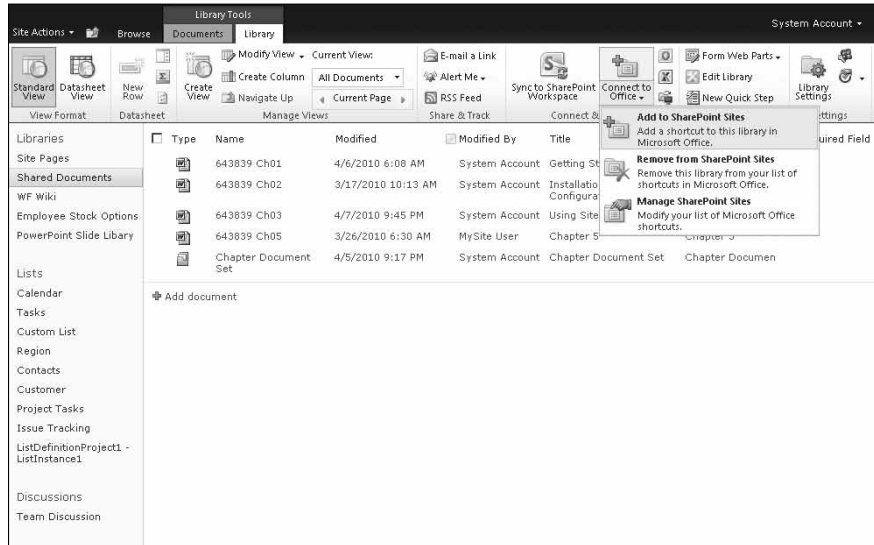 Library Tools
System Account
Site Actions Browse Documents Library
Standard View
Datasheet View
New Row
Create View
Modify View
Create Column
Navigate Up
Current View:
All Documents
Current Page
E-mail a Link
Alert Me
RSS Feed
Sync to SharePoint Workspace
Connect to Office
Form Web Parts
Edit Library
New Quick Step
Library Settings
View Format Datasheet Manage Views Share & Track Connect & ttings
Add to SharePoint Sites
Add a shortcut to this library in
Microsoft Office.
Remove from SharePoint Sites
Remove this library from your list of
shortcuts in Microsoft Office.
Manage SharePoint Sites
Modify your list of Microsoft Office
shortcuts.
Libraries
Site Pages
Shared Documents
WF Wiki
Employee Stock Options
PowerPoint Slide Libary
Lists
Calendar
Tasks
Custom List
Region
Contacts
Customer
Project Tasks
Issue Tracking
ListDefinitionProject1 -
ListInstance1
Discussions
Team Discussion
Type Name Modified Modified By Title uired Field
643839 Ch01 4/6/2010 6:08 AM System Account Getting St
643839 Ch02 3/17/2010 10:13 AM System Account Installatio
Configura
643839 Ch03 4/7/2010 9:45 PM System Account Using Site
643839 Ch05 3/26/2010 6:30 AM MySite User Chapter 5 Chapter 5
Chapter Document
Set 4/5/2010 9:17 PM System Account Chapter Document Set Chapter Documen
Add document